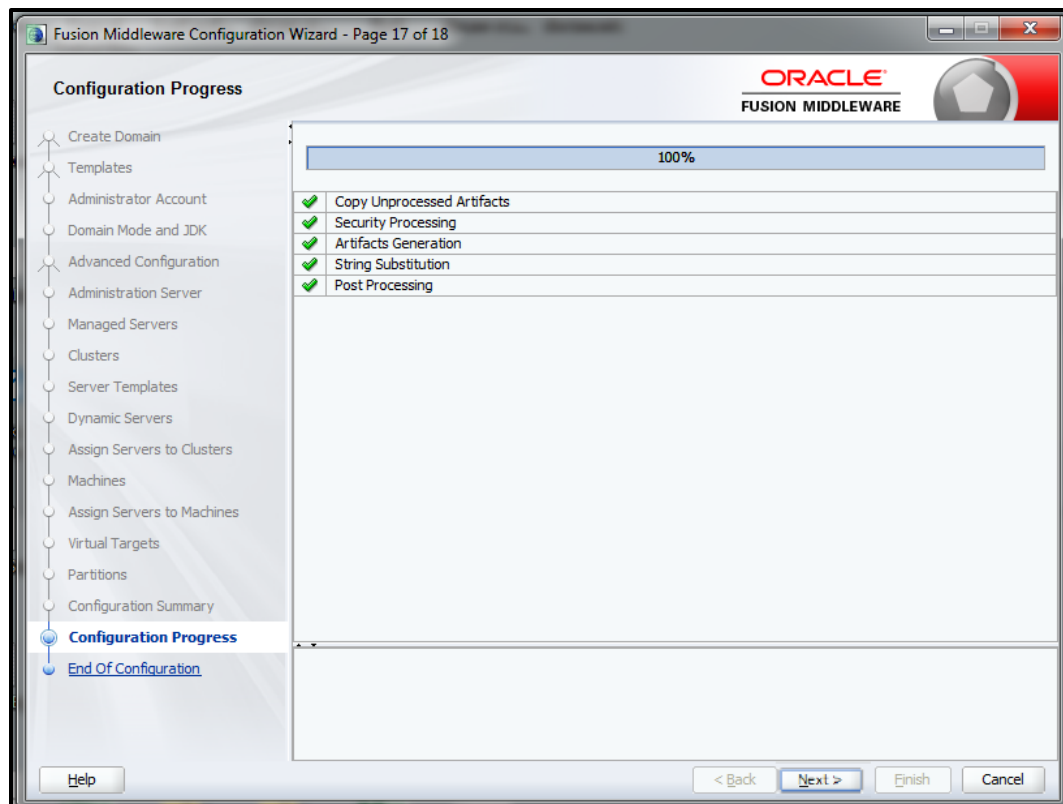 Fusion Middleware Configuration Wizard - Page 17 of 18
Configuration Progress
ORACLE
FUSION MIDDLEWARE
Create Domain
Templates
Administrator Account
Domain Mode and JDK
Advanced Configuration
Administration Server
Managed Servers
Clusters
Server Templates
Dynamic Servers
Assign Servers to Clusters
Machines
Assign Servers to Machines
Virtual Targets
Partitions
Configuration Summary
Configuration Progress
End Of Configuration
100%
Copy Unprocessed Artifacts
Security Processing
Artifacts Generation
String Substitution
Post Processing
Help
< Back
Next >
Finish
Cancel